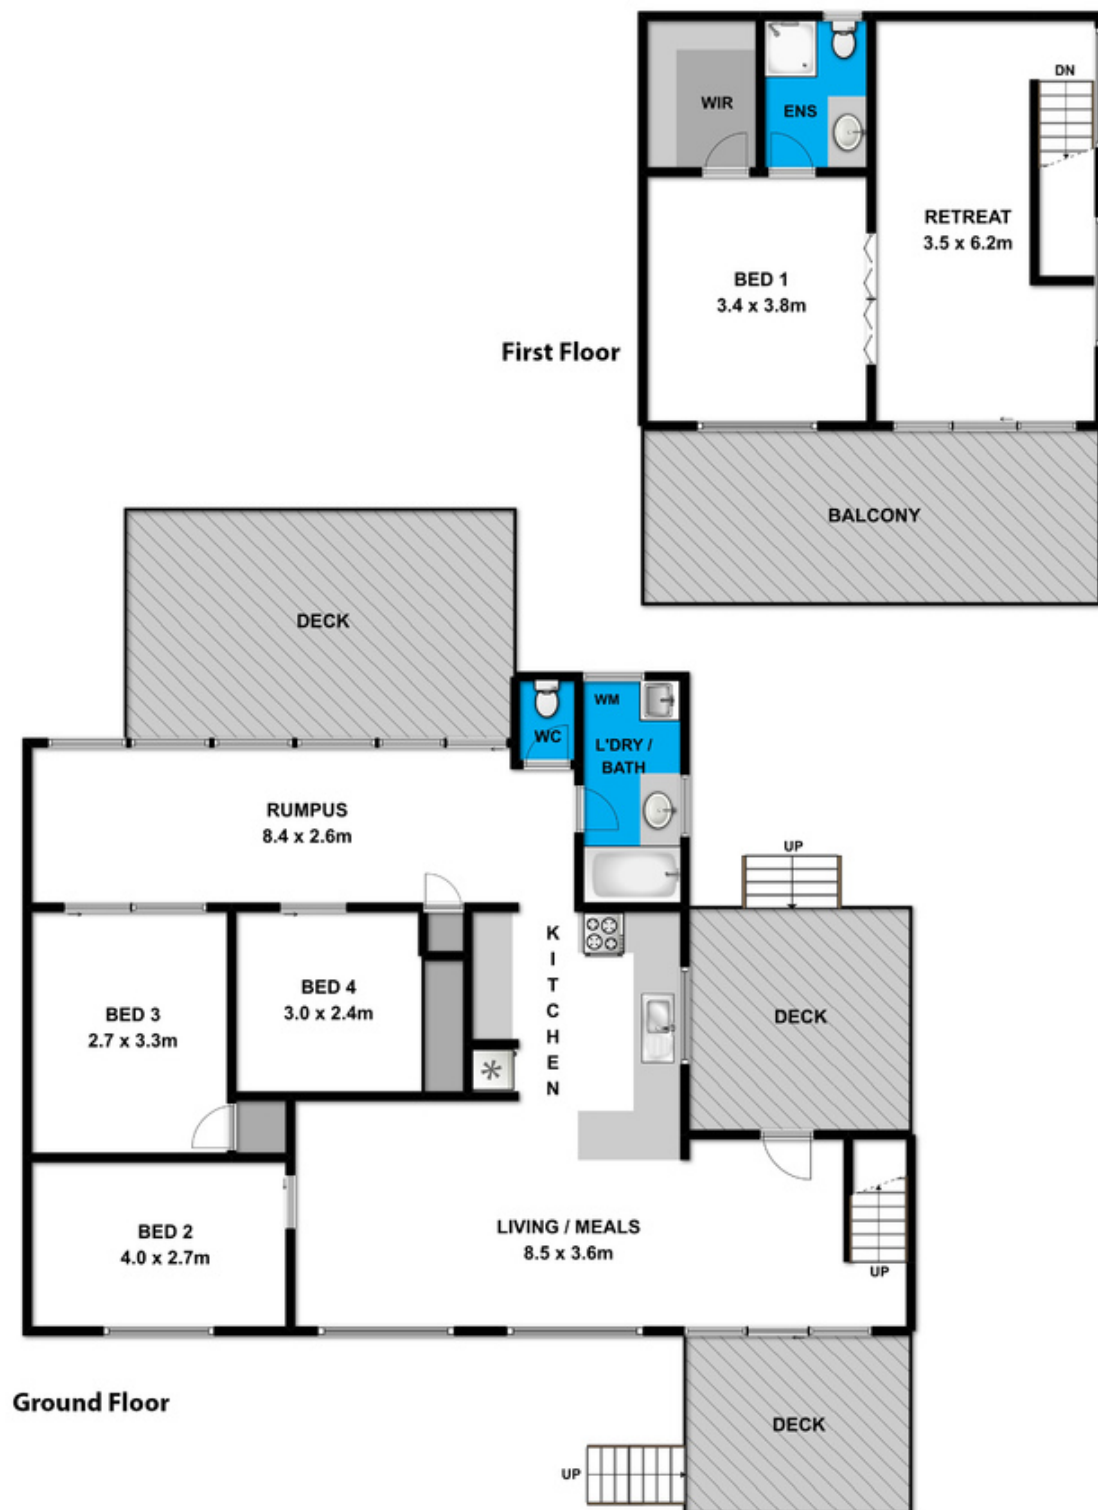 WIR
ENS
DN
RETREAT
3.5 x 6.2m
BED 1
3.4 x 3.8m
First Floor
BALCONY
DECK
WM
WC
L'DRY /
BATH
RUMPUS
8.4 x 2.6m
UP
KITCHEN
BED 4
3.0 x 2.4m
BED 3
2.7 x 3.3m
DECK
BED 2
4.0 x 2.7m
LIVING / MEALS
8.5 x 3.6m
UP
Ground Floor
DECK
UP